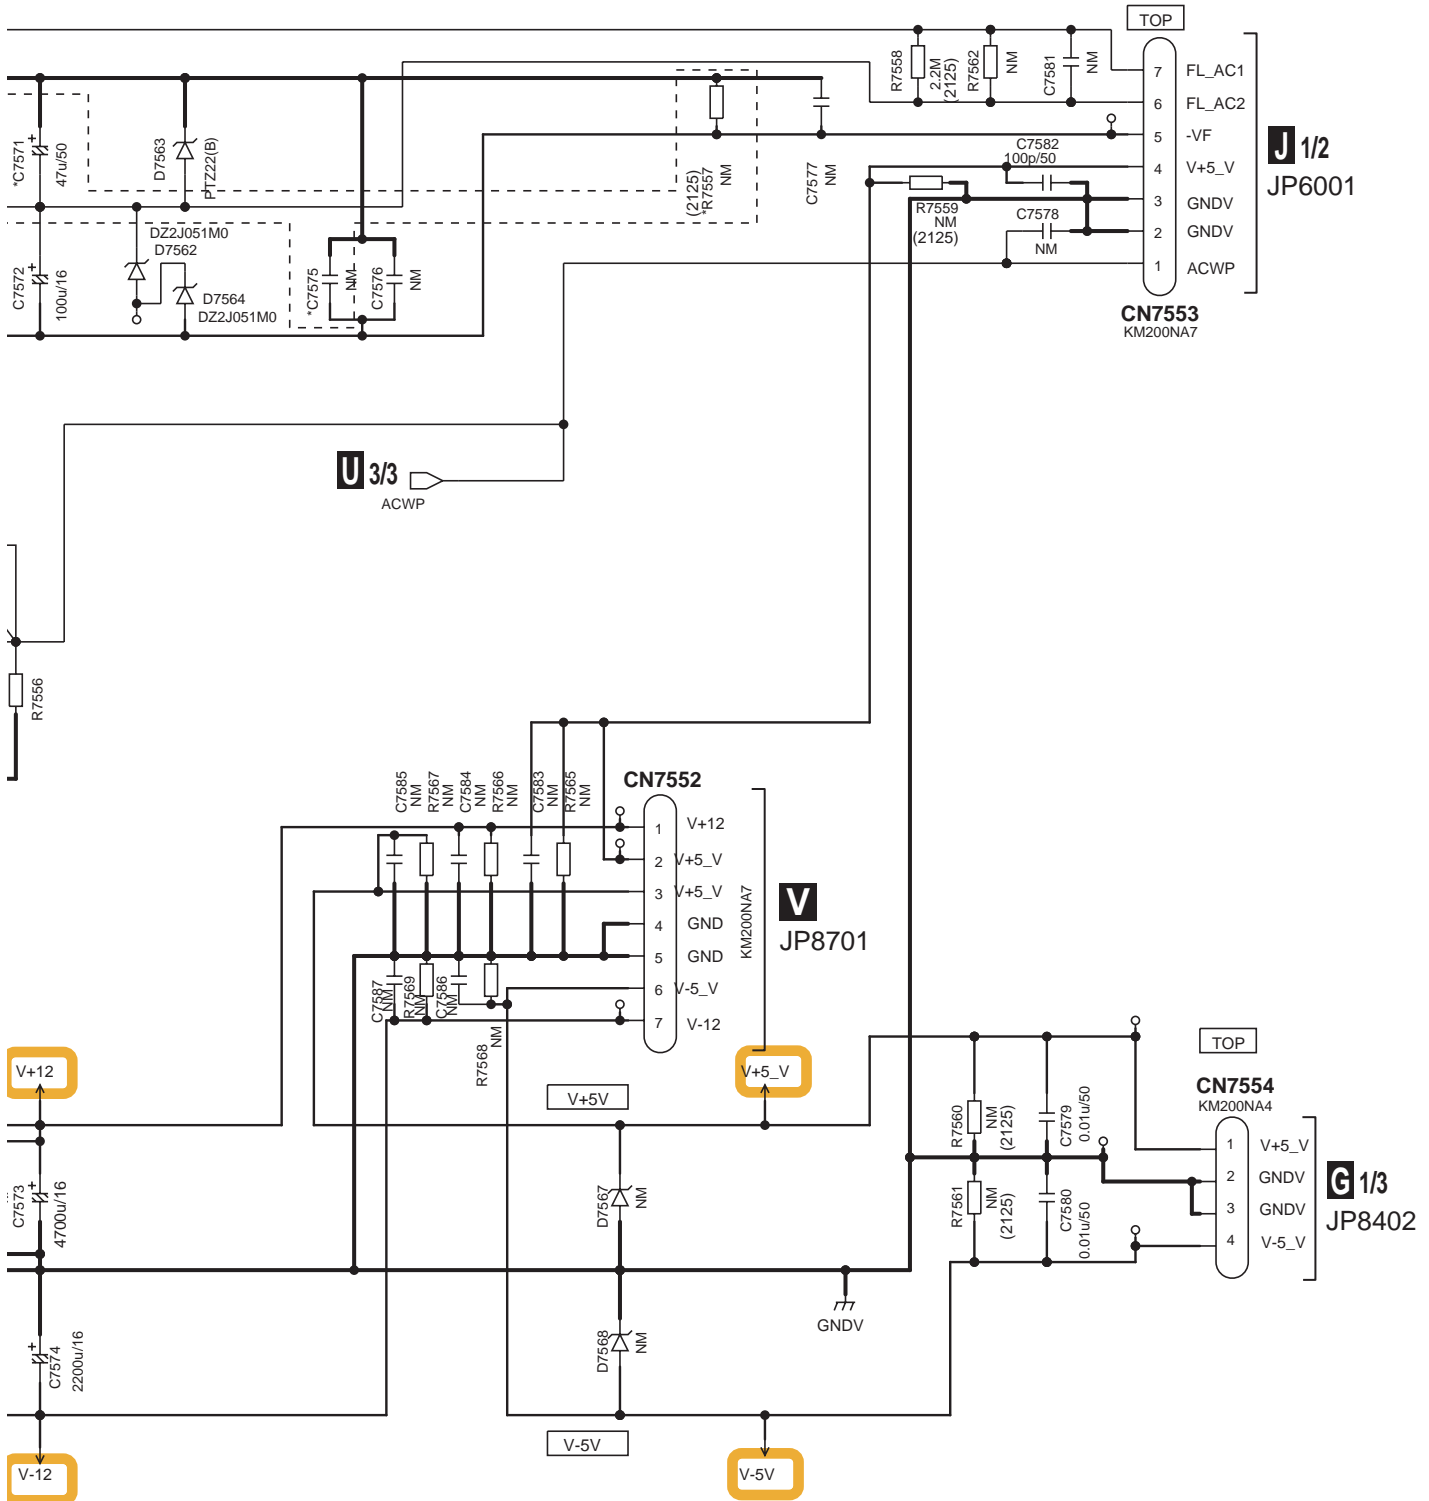 TOP
R7558
2.2M
(2125)
R7562
NM
C7581
NM
7 FL_AC1
6 FL_AC2
5 -VF
4 V+5_V
3 GNDV
2 GNDV
1 ACWP
CN7553
KM200NA7
J 1/2
JP6001
*C7571
47u/50
D7563
PTZ22(B)
(2125)
*R7557
NM
C7577
NM
C7582
100p/50
R7559
NM
(2125)
C7578
NM
DZ2J051M0
D7562
C7572
100u/16
D7564
DZ2J051M0
*C7575
NM
C7576
NM
U 3/3
ACWP
R7556
C7585
NM
R7567
NM
C7584
NM
R7566
NM
C7583
NM
R7565
NM
CN7552
1 V+12
2 V+5_V
3 V+5_V
4 GND
5 GND
6 V-5_V
7 V-12
KM200NA7
V
JP8701
C7587
NM
R7569
NM
C7586
NM
R7568
NM
V+12
V+5V
V+5_V
TOP
CN7554
KM200NA4
1 V+5_V
2 GNDV
3 GNDV
4 V-5_V
G 1/3
JP8402
R7560
NM
(2125)
C7579
0.01u/50
R7561
NM
(2125)
C7580
0.01u/50
C7573
4700u/16
D7567
NM
GNDV
C7574
2200u/16
D7568
NM
V-12
V-5V
V-5V